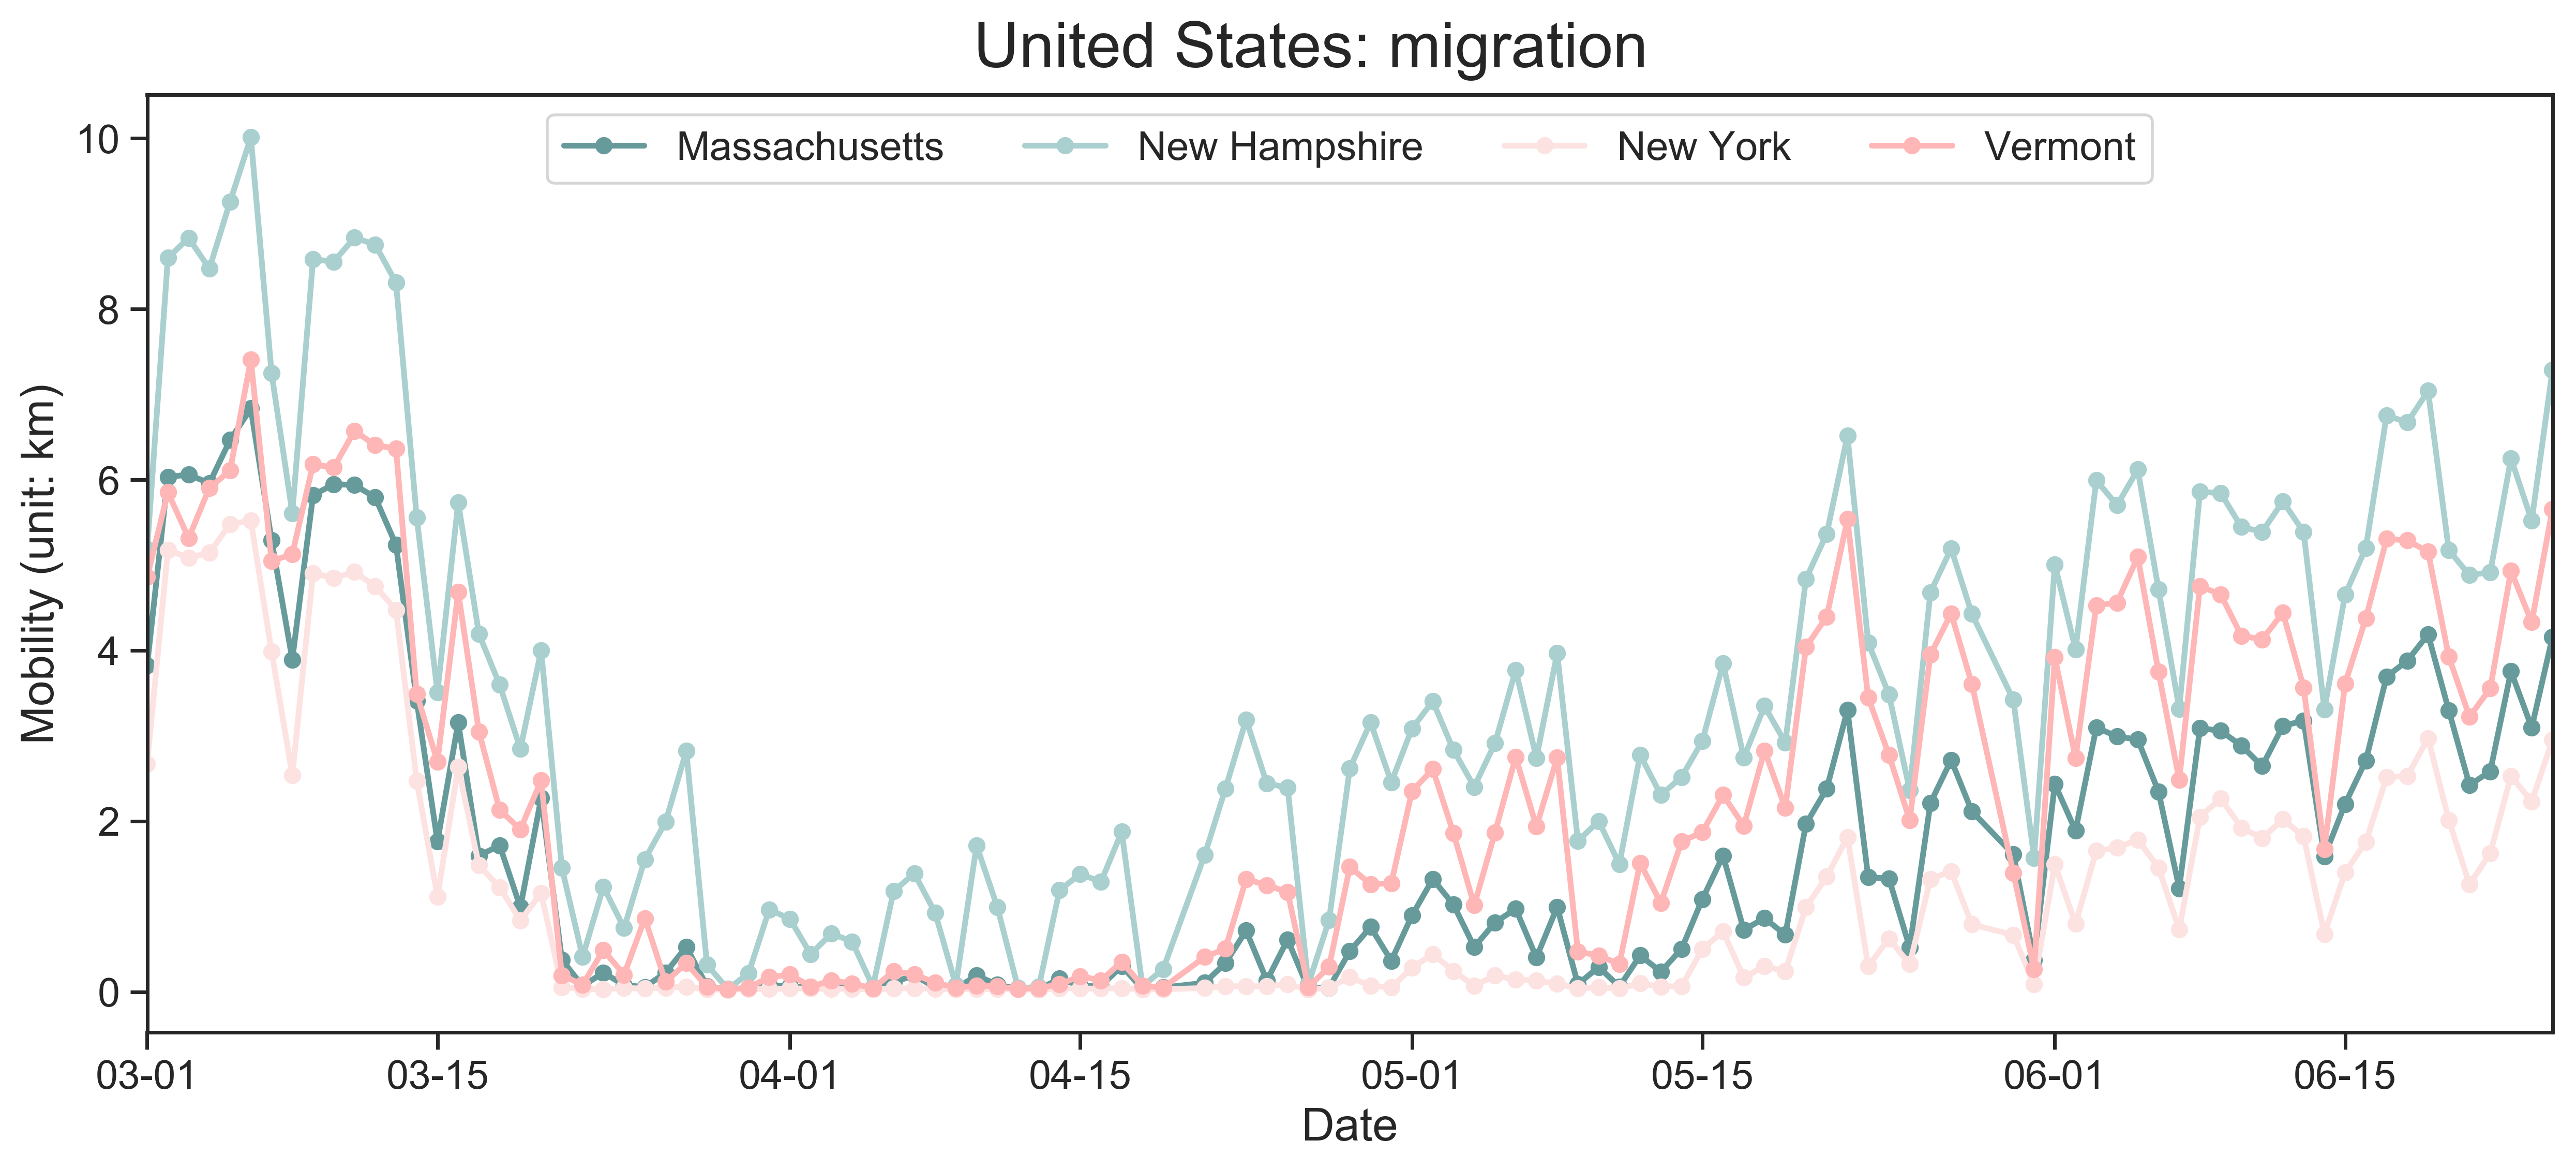 United States: migration
Massachusetts New Hampshire New York Vermont
Mobility (unit: km)
10
8
6
4
2
0
03-01 03-15 04-01 04-15 05-01 05-15 06-01 06-15
Date